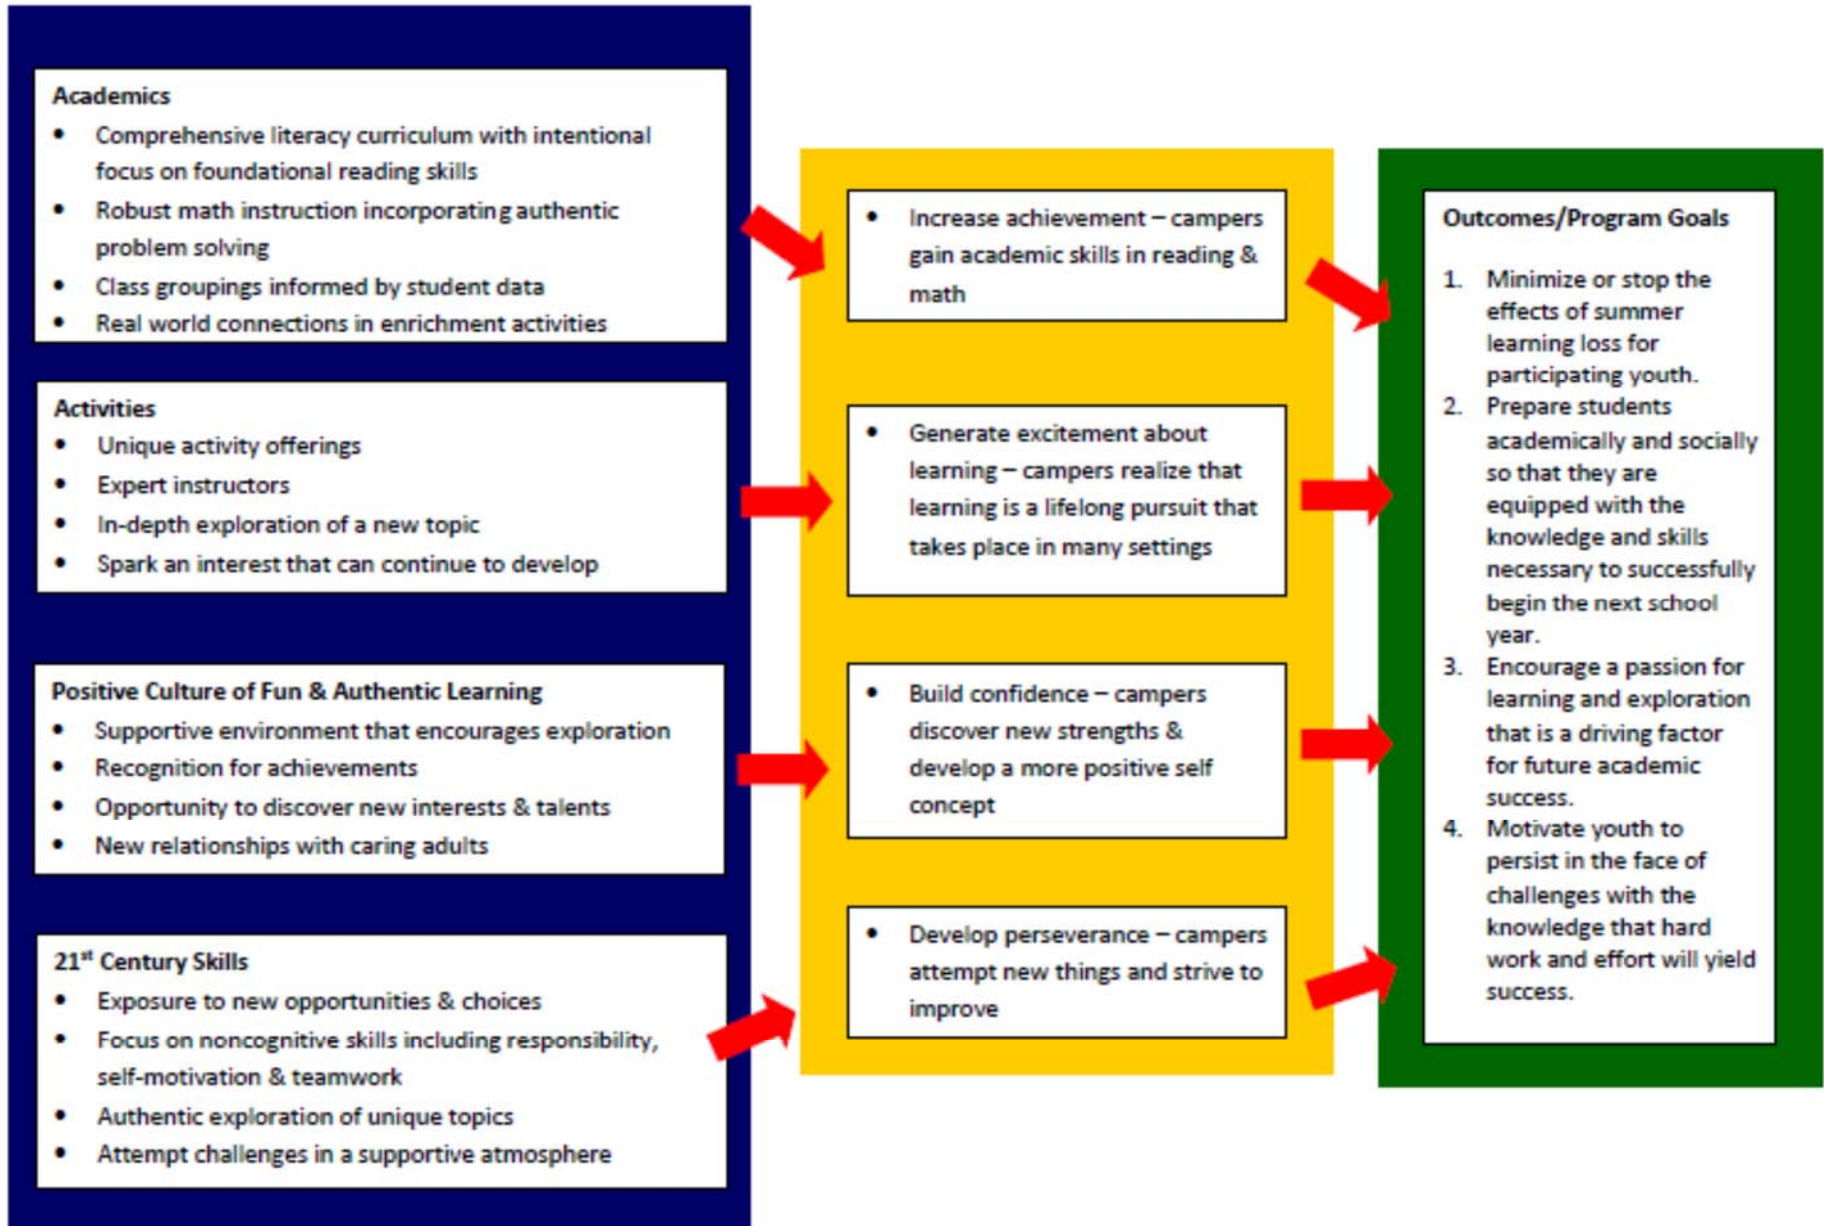 Academics
• Comprehensive literacy curriculum with intentional
focus on foundational reading skills
• Robust math instruction incorporating authentic
problem solving
• Class groupings informed by student data
• Real world connections in enrichment activities
Activities
• Unique activity offerings
• Expert instructors
• In-depth exploration of a new topic
• Spark an interest that can continue to develop
Positive Culture of Fun & Authentic Learning
• Supportive environment that encourages exploration
• Recognition for achievements
• Opportunity to discover new interests & talents
• New relationships with caring adults
21st Century Skills
• Exposure to new opportunities & choices
• Focus on noncognitive skills including responsibility,
self-motivation & teamwork
• Authentic exploration of unique topics
• Attempt challenges in a supportive atmosphere
• Increase achievement – campers
gain academic skills in reading &
math
• Generate excitement about
learning – campers realize that
learning is a lifelong pursuit that
takes place in many settings
• Build confidence – campers
discover new strengths &
develop a more positive self
concept
• Develop perseverance – campers
attempt new things and strive to
improve
Outcomes/Program Goals
1. Minimize or stop the
effects of summer
learning loss for
participating youth.
2. Prepare students
academically and socially
so that they are
equipped with the
knowledge and skills
necessary to successfully
begin the next school
year.
3. Encourage a passion for
learning and exploration
that is a driving factor
for future academic
success.
4. Motivate youth to
persist in the face of
challenges with the
knowledge that hard
work and effort will yield
success.